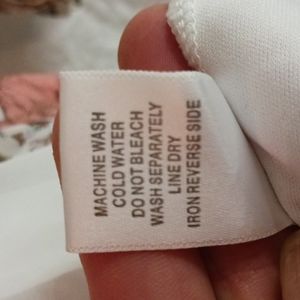 MACHINE WASH
COLD WATER
DO NOT BLEACH
WASH SEPARATELY
LINE DRY
IRON REVERSE SIDE